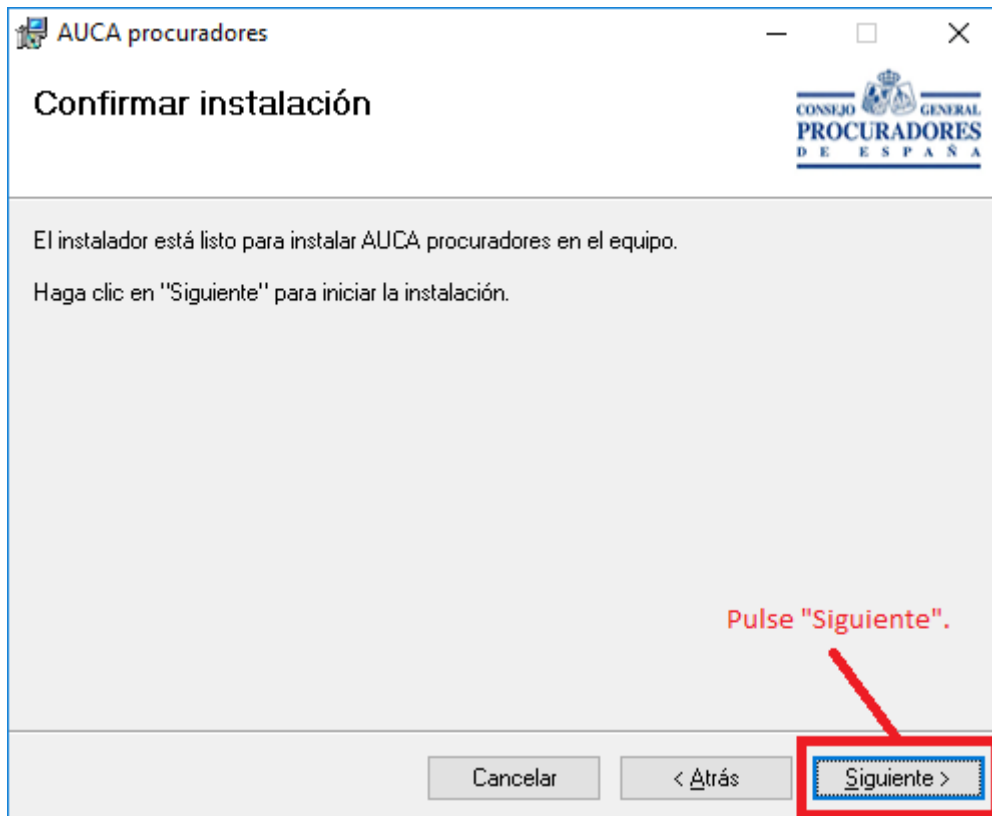 AUCA procuradores
Confirmar instalación
CONSEJO GENERAL
PROCURADORES
DE ESPAÑA
El instalador está listo para instalar AUCA procuradores en el equipo.
Haga clic en "Siguiente" para iniciar la instalación.
Pulse "Siguiente".
Cancelar
< Atrás
Siguiente >